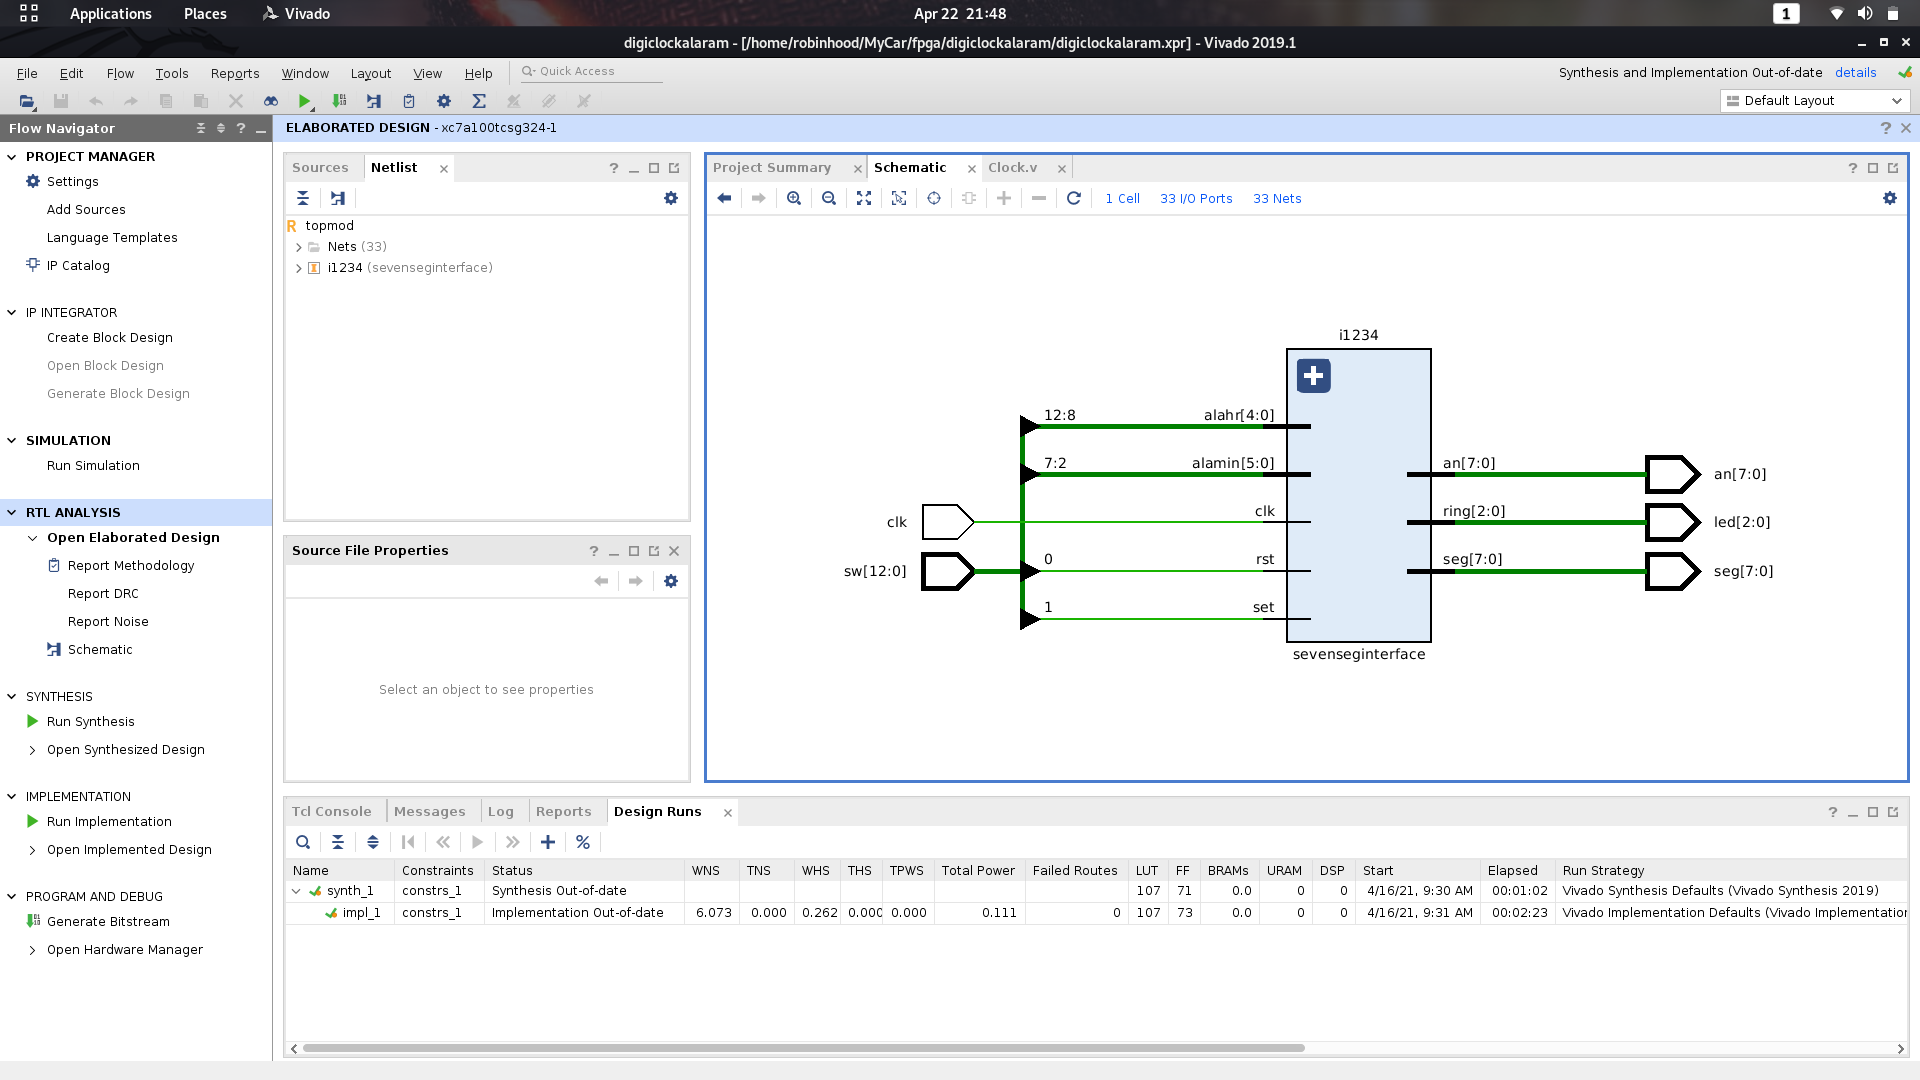 Applications Places Vivado Apr 22 21:48 1
digiclockalaram - [/home/robinhood/MyCar/fpga/digiclockalaram/digiclockalaram.xpr] - Vivado 2019.1
File Edit Flow Tools Reports Window Layout View Help Quick Access Synthesis and Implementation Out-of-date details
Default Layout
Flow Navigator
ELABORATED DESIGN - xc7a100tcsg324-1
PROJECT MANAGER
Settings
Add Sources
Language Templates
IP Catalog
IP INTEGRATOR
Create Block Design
Open Block Design
Generate Block Design
SIMULATION
Run Simulation
RTL ANALYSIS
Open Elaborated Design
Report Methodology
Report DRC
Report Noise
Schematic
SYNTHESIS
Run Synthesis
Open Synthesized Design
IMPLEMENTATION
Run Implementation
Open Implemented Design
PROGRAM AND DEBUG
Generate Bitstream
Open Hardware Manager
Sources Netlist
topmod
Nets (33)
i1234 (sevenseginterface)
Source File Properties
Select an object to see properties
Project Summary Schematic Clock.v
1 Cell 33 I/O Ports 33 Nets
i1234
12:8 alahr[4:0]
7:2 alamin[5:0] an[7:0] an[7:0]
clk clk ring[2:0] led[2:0]
sw[12:0] 0 rst seg[7:0] seg[7:0]
1 set
sevenseginterface
Tcl Console Messages Log Reports Design Runs
Name Constraints Status WNS TNS WHS THS TPWS Total Power Failed Routes LUT FF BRAMs URAM DSP Start Elapsed Run Strategy
synth_1 constrs_1 Synthesis Out-of-date 107 71 0.0 0 0 4/16/21, 9:30 AM 00:01:02 Vivado Synthesis Defaults (Vivado Synthesis 2019)
impl_1 constrs_1 Implementation Out-of-date 6.073 0.000 0.262 0.000 0.000 0.111 0 107 73 0.0 0 0 4/16/21, 9:31 AM 00:02:23 Vivado Implementation Defaults (Vivado Implementation